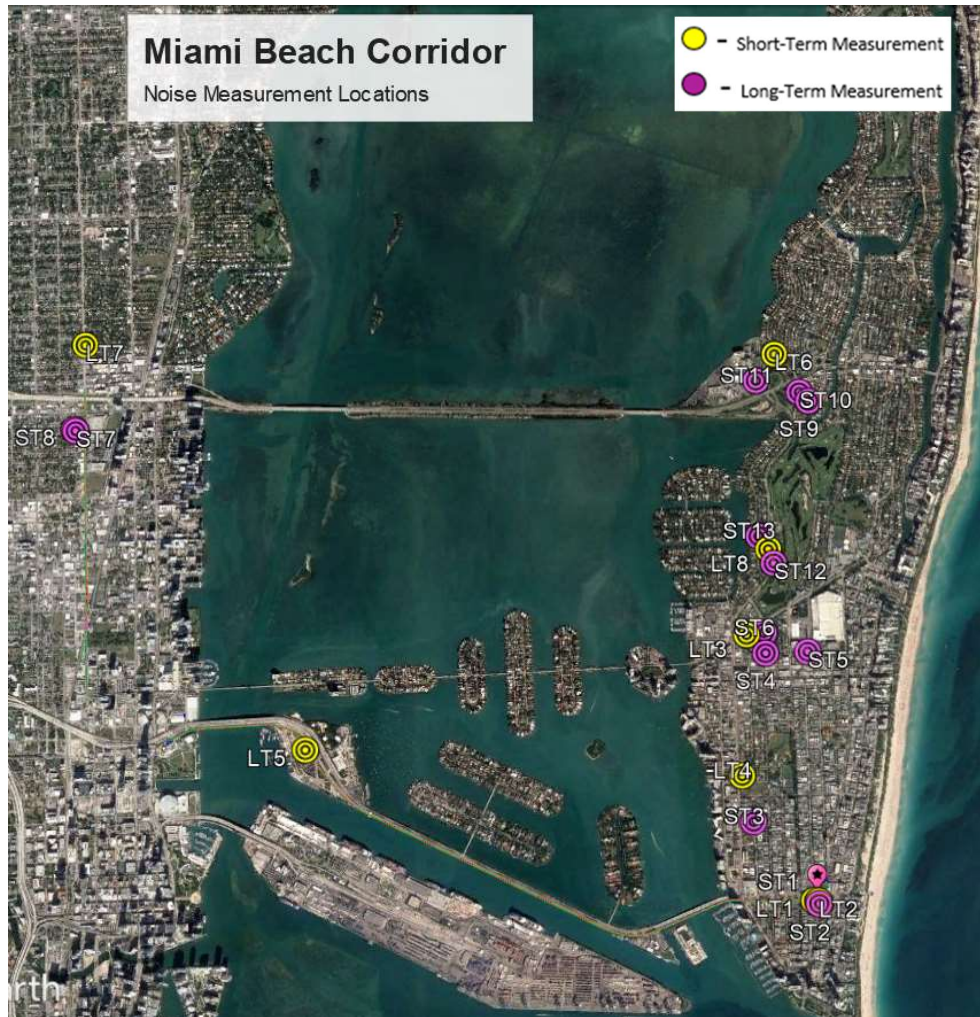 Miami Beach Corridor
Noise Measurement Locations
- Short-Term Measurement
- Long-Term Measurement
LT7
ST8
ST7
LT6
ST11
ST10
ST9
ST13
LT8
ST12
ST6
LT3
ST5
ST4
LT5
LT4
ST3
ST1
LT1
LT2
ST2
rth